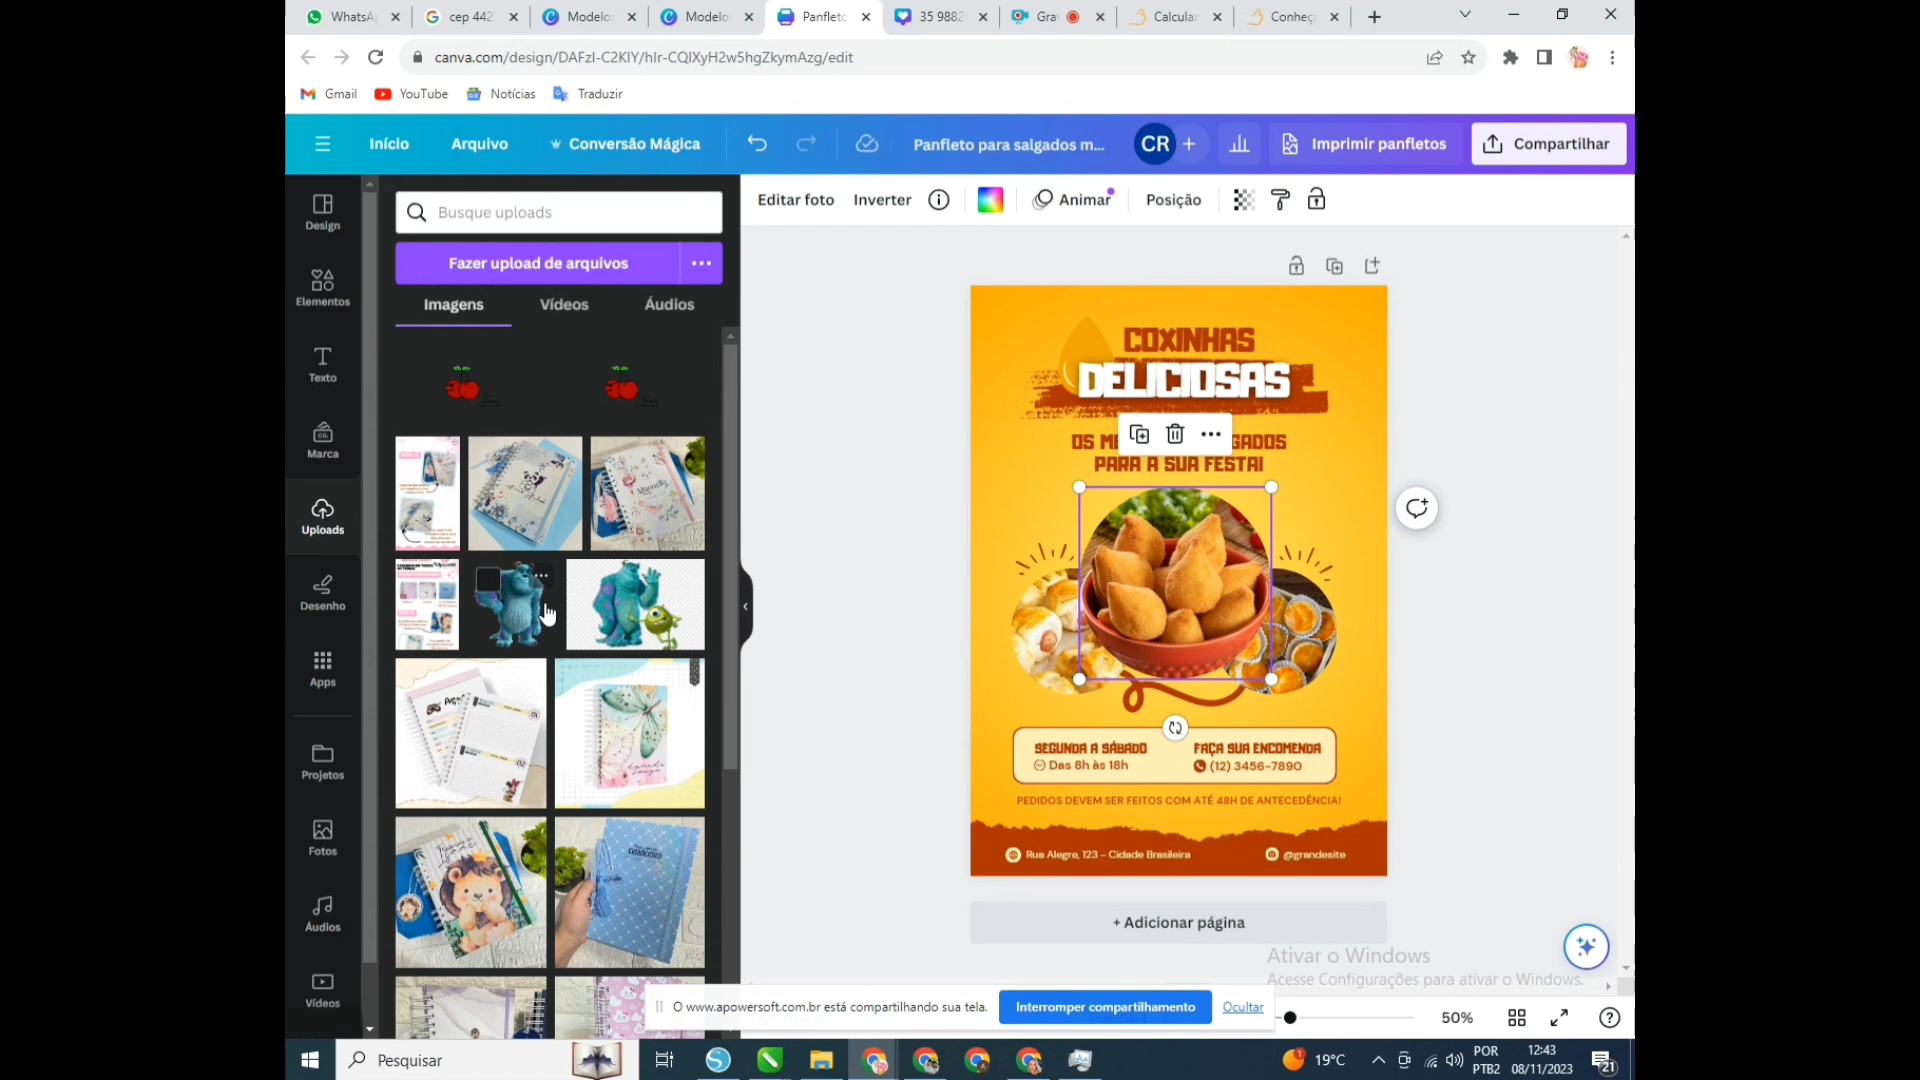 WhatsA
cep 442
Modelo
Modelo
Panfleto
35 9882
Gra
Calcular
Conheç
canva.com/design/DAFzI-C2KlY/hIr-CQlXyH2w5hgZkymAzg/edit
Gmail
YouTube
Notícias
Traduzir
Início
Arquivo
Conversão Mágica
Panfleto para salgados m...
CR
Imprimir panfletos
Compartilhar
Design
Elementos
Texto
Marca
Uploads
Desenho
Apps
Projetos
Fotos
Áudios
Vídeos
Busque uploads
Fazer upload de arquivos
Imagens
Vídeos
Áudios
Editar foto
Inverter
Animar
Posição
COXINHAS
DELICIOSAS
OS ME GADOS
PARA A SUA FESTA!
SEGUNDA A SÁBADO
Das 8h às 18h
FAÇA SUA ENCOMENDA
(12) 3456-7890
PEDIDOS DEVEM SER FEITOS COM ATÉ 48H DE ANTECEDÊNCIA!
Rua Alegre, 123 - Cidade Brasileira
@grandesite
+ Adicionar página
Ativar o Windows
Acesse Configurações para ativar o Windows.
O www.apowersoft.com.br está compartilhando sua tela.
Interromper compartilhamento
Ocultar
50%
Pesquisar
19°C
POR
PTB2
12:43
08/11/2023
21